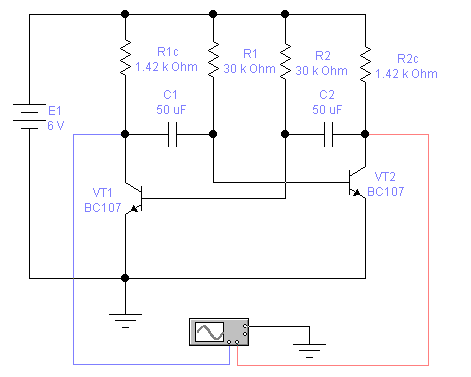 R1c
1.42 k Ohm
R1
30 k Ohm
R2
30 k Ohm
R2c
1.42 k Ohm
C1
50 uF
C2
50 uF
E1
6 V
VT1
BC107
VT2
BC107